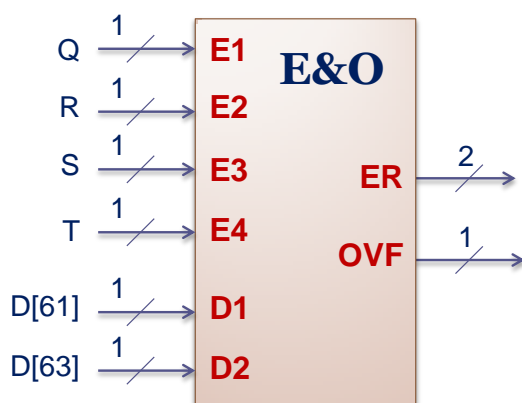 E&O
Q 1 E1
R 1 E2
S 1 E3
ER 2
T 1 E4
OVF 1
D[61] 1 D1
D[63] 1 D2